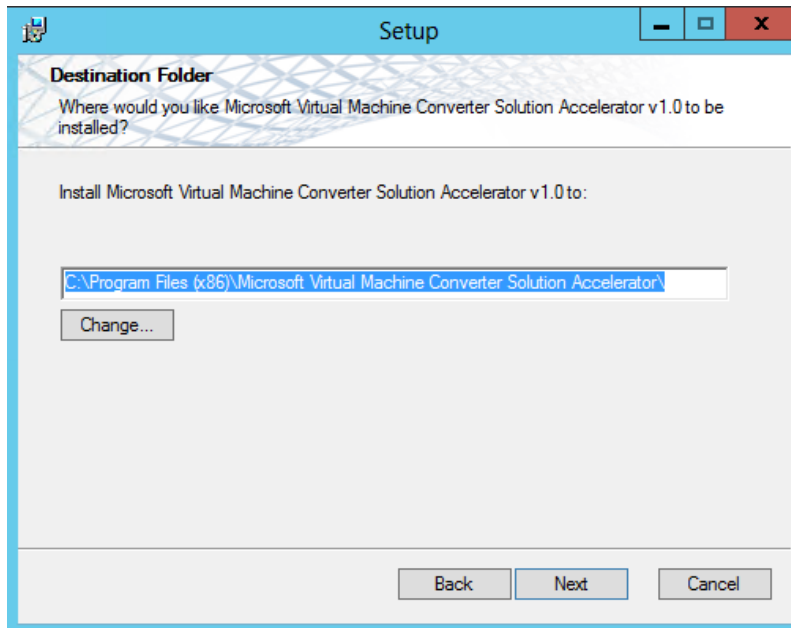 Setup
Destination Folder
Where would you like Microsoft Virtual Machine Converter Solution Accelerator v1.0 to be
installed?
Install Microsoft Virtual Machine Converter Solution Accelerator v1.0 to:
C:\Program Files (x86)\Microsoft Virtual Machine Converter Solution Accelerator\
Change...
Back Next Cancel